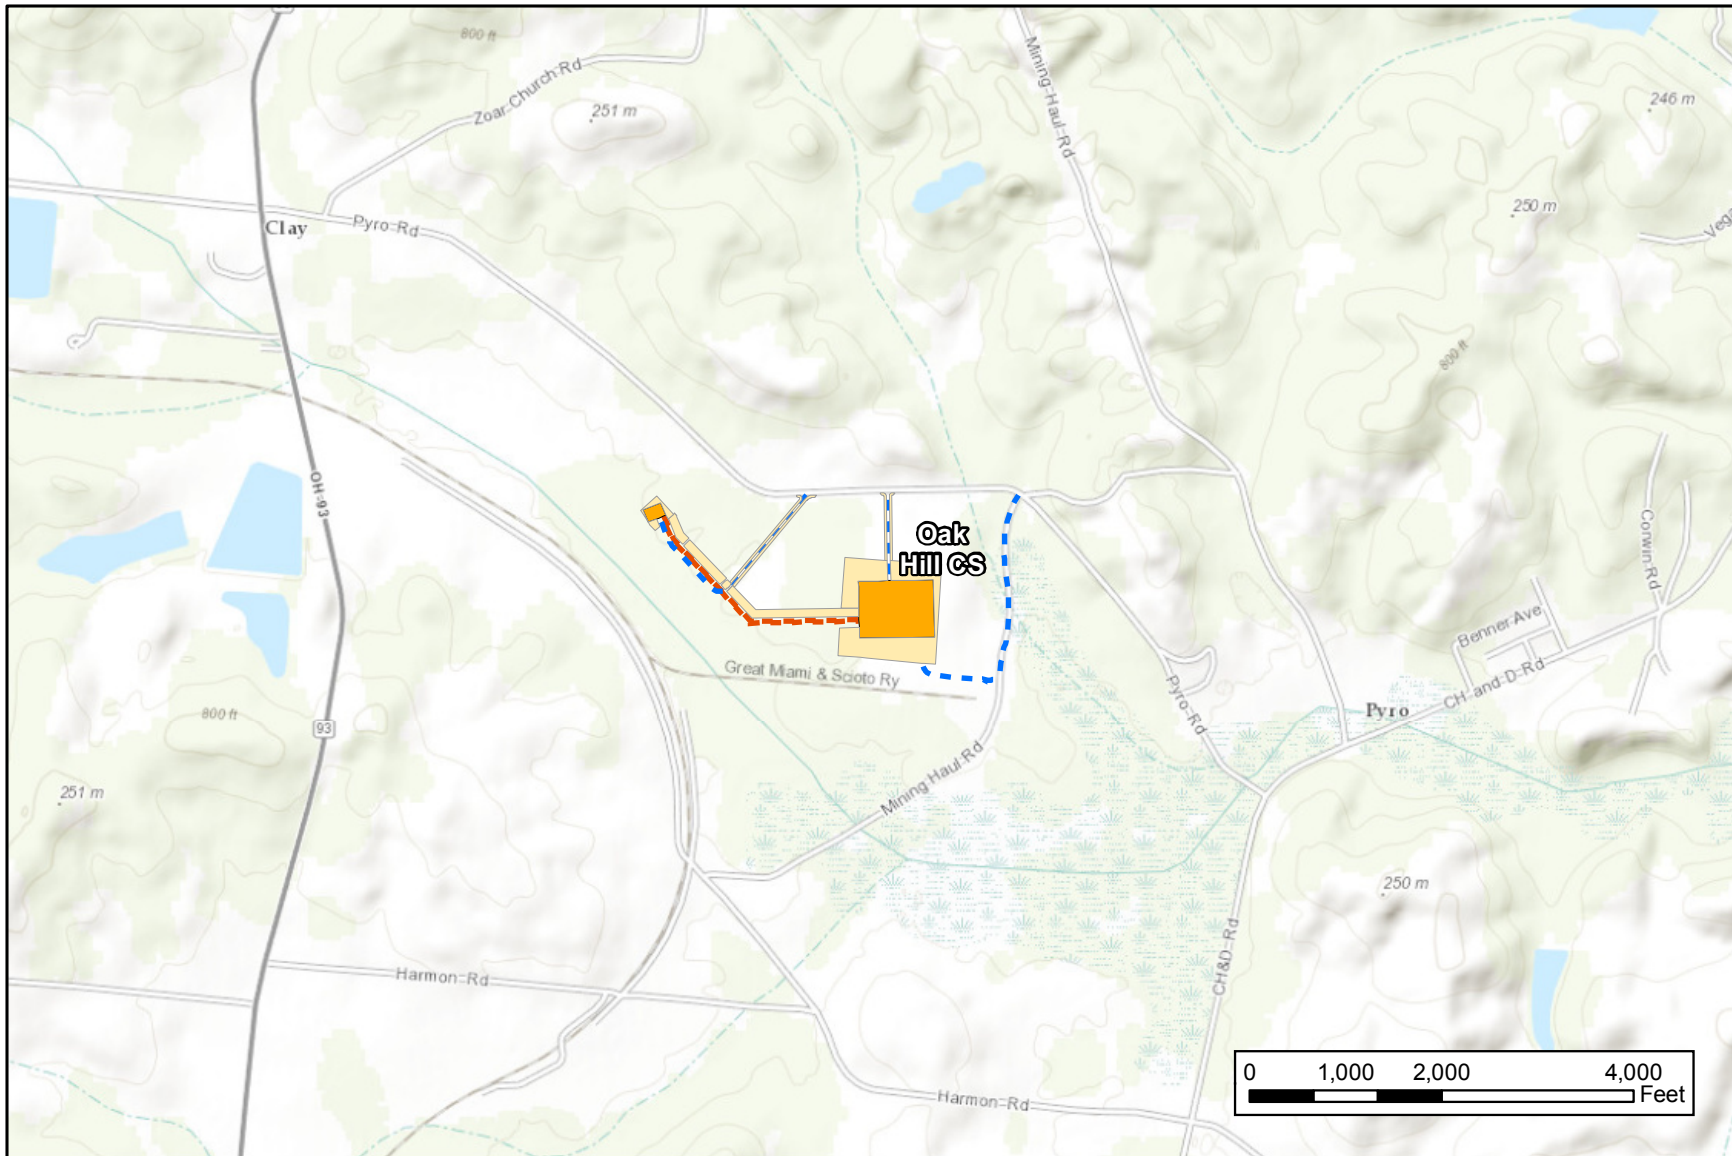 800 ft
Zoar Church Rd
251 m
Mining Haul Rd
246 m
250 m
Clay
Pyro Rd
800 ft
OH-93
Oak
Hill CS
Corwin Rd
Benner Ave
Great Miami & Scioto Ry
CH and D Rd
Pyro Rd
Pyro
800 ft
93
Mining Haul Rd
251 m
250 m
CH&D Rd
Harmon Rd
Harmon Rd
0 1,000 2,000 4,000
Feet